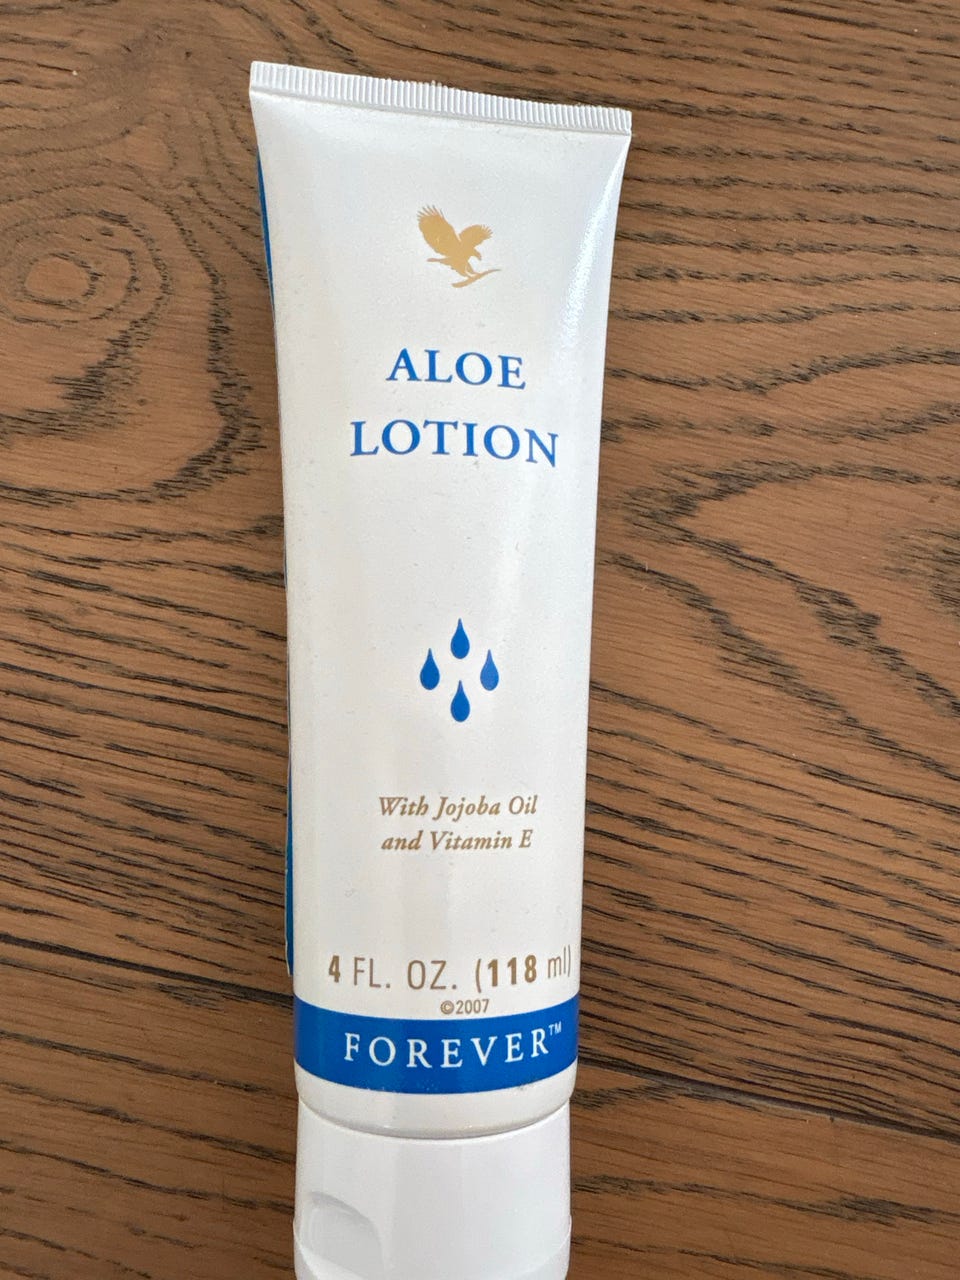 ALOE
LOTION
With Jojoba Oil
and Vitamin E
4 FL. OZ. (118 ml)
©2007
FOREVER™